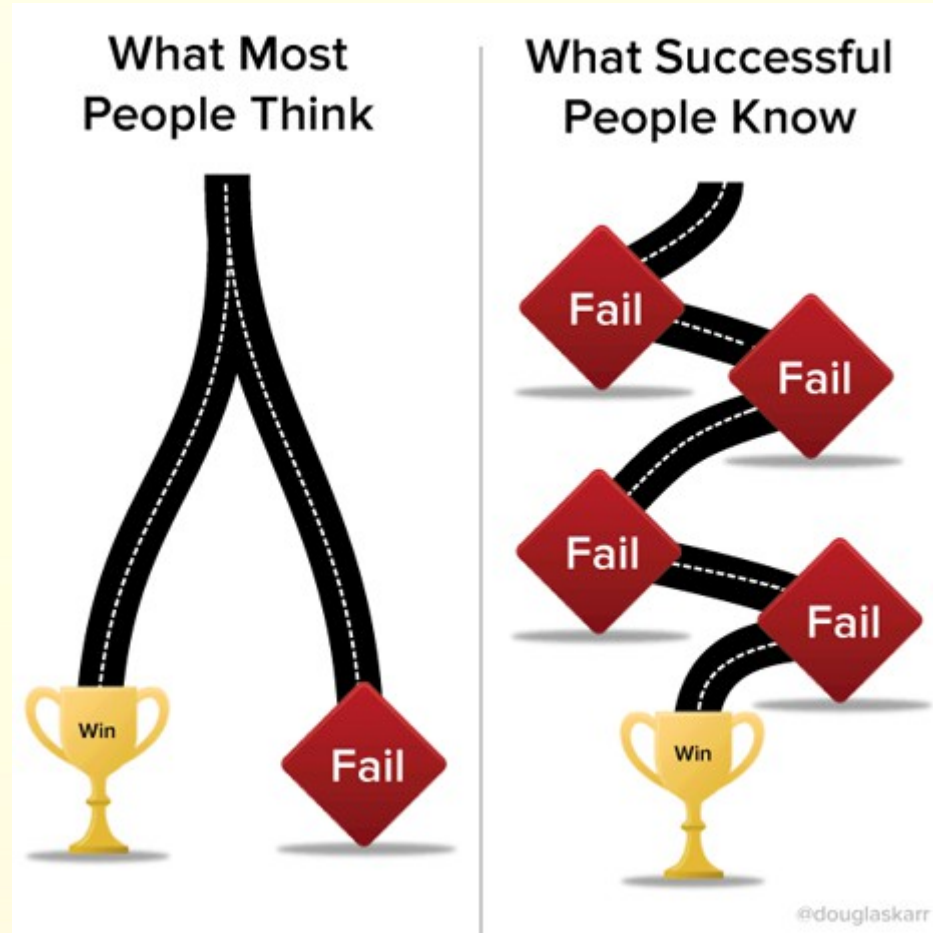 What Most
People Think
Win
Fail
What Successful
People Know
Fail
Fail
Fail
Fail
Win
@douglaskarr